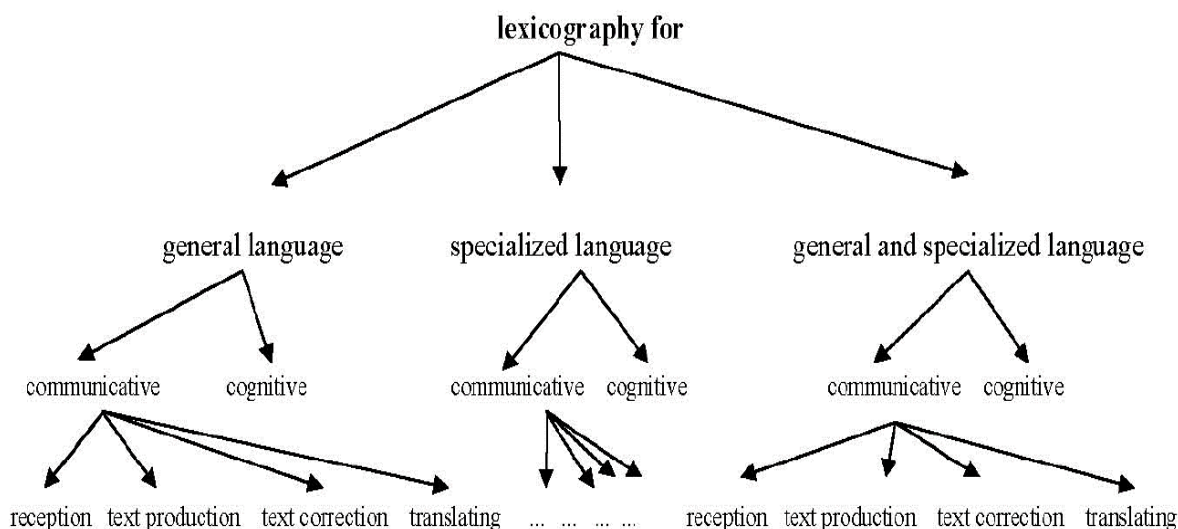 lexicography for
general language specialized language general and specialized language
communicative cognitive communicative cognitive communicative cognitive
reception text production text correction translating ... ... ... ... reception text production text correction translating